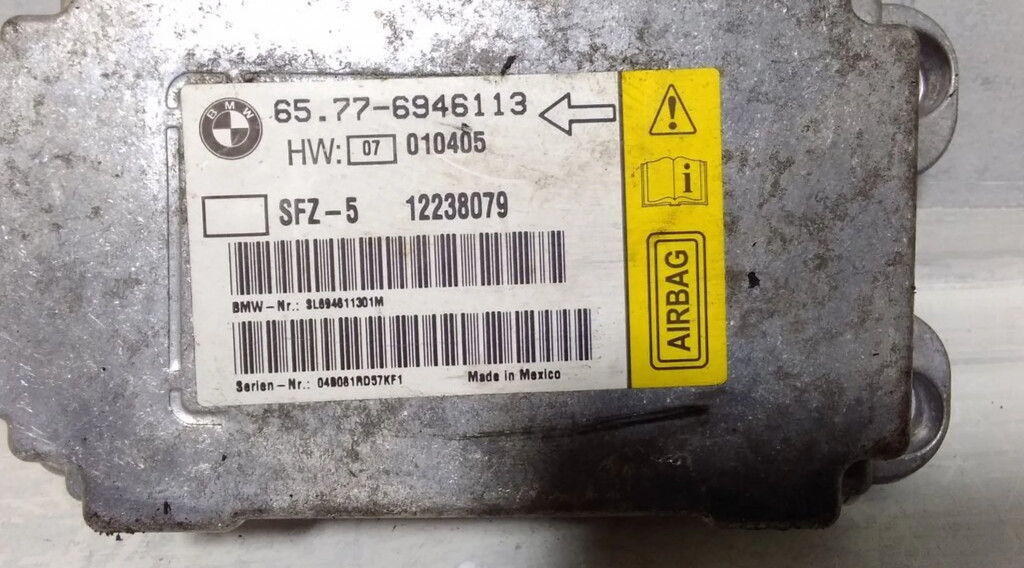 BMW
65.77-6946113
HW: 07 010405
SFZ-5 12238079
BMW-Nr.: SL694611301M
Serien-Nr.: 04B061RD57KF1
Made in Mexico
i
AIRBAG